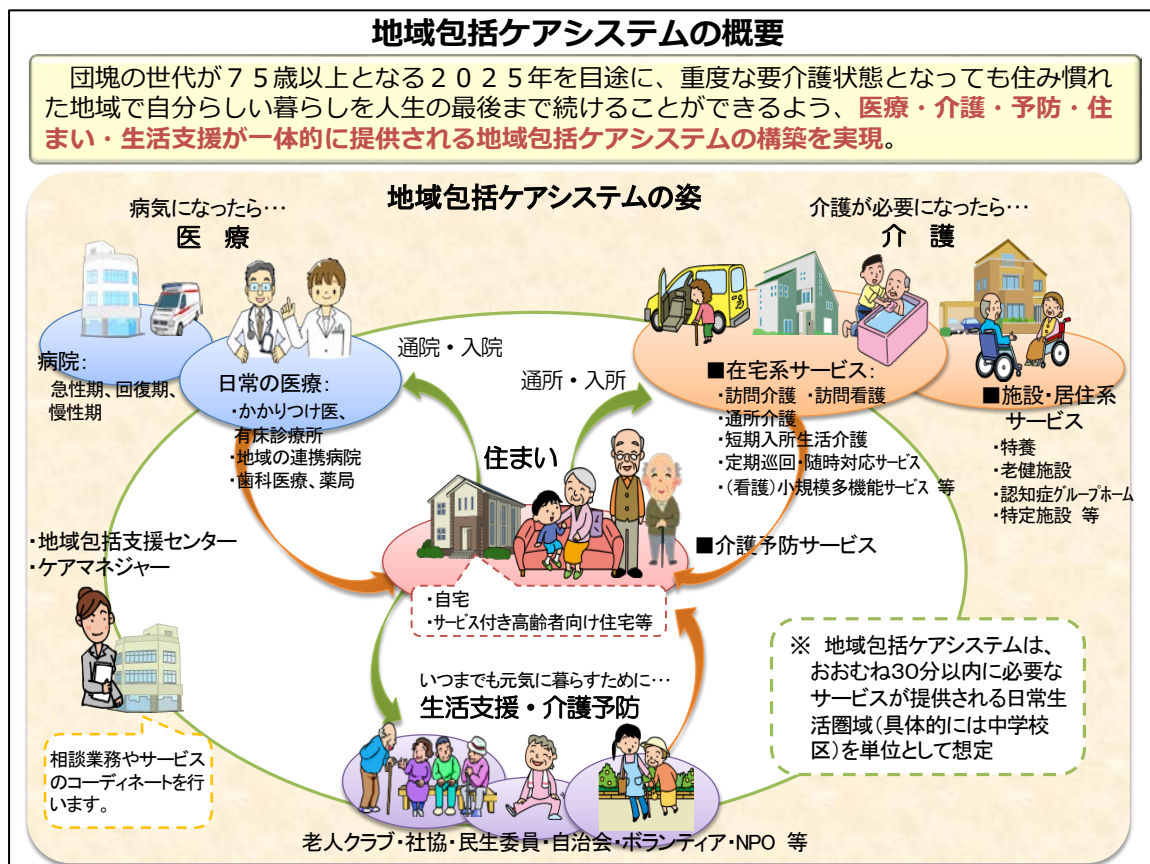 地域包括ケアシステムの概要
団塊の世代が７５歳以上となる２０２５年を目途に、重度な要介護状態となっても住み慣れ
た地域で自分らしい暮らしを人生の最後まで続けることができるよう、医療・介護・予防・住
まい・生活支援が一体的に提供される地域包括ケアシステムの構築を実現。
地域包括ケアシステムの姿
病気になったら･･･
医　療
介護が必要になったら･･･
介　護
病院：
急性期、回復期、
慢性期
日常の医療：
・かかりつけ医、
有床診療所
・地域の連携病院
・歯科医療、薬局
通院・入院
通所・入所
■在宅系サービス：
・訪問介護　・訪問看護
・通所介護
・短期入所生活介護
・定期巡回・随時対応サービス
・（看護）小規模多機能サービス 等
■施設・居住系
サービス
・特養
・老健施設
・認知症グループホーム
・特定施設 等
住まい
■介護予防サービス
・自宅
・サービス付き高齢者向け住宅等
・地域包括支援センター
・ケアマネジャー
相談業務やサービス
のコーディネートを行
います。
いつまでも元気に暮らすために･･･
生活支援・介護予防
老人クラブ・社協・民生委員・自治会・ボランティア・NPO 等
※　地域包括ケアシステムは、
おおむね30分以内に必要な
サービスが提供される日常生
活圏域（具体的には中学校
区）を単位として想定